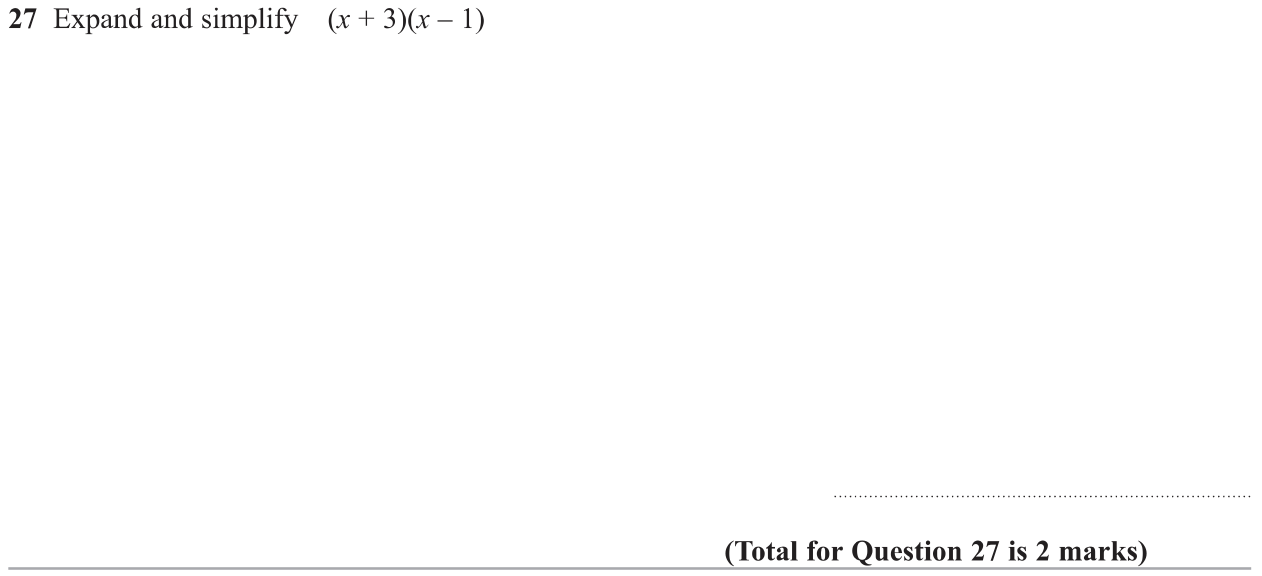 27 Expand and simplify (x + 3)(x – 1)
(Total for Question 27 is 2 marks)